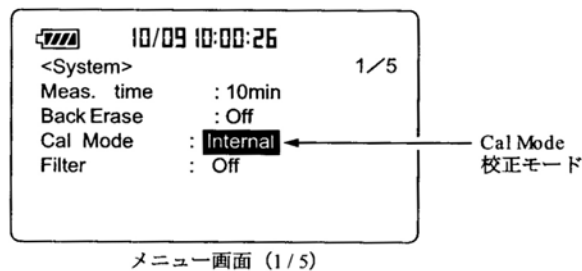 10/09 10:00:26
<System> 1/5
Meas. time : 10min
Back Erase : Off
Cal Mode : Internal
Filter : Off
Cal Mode
校正モード
メニュー画面 (1/5)